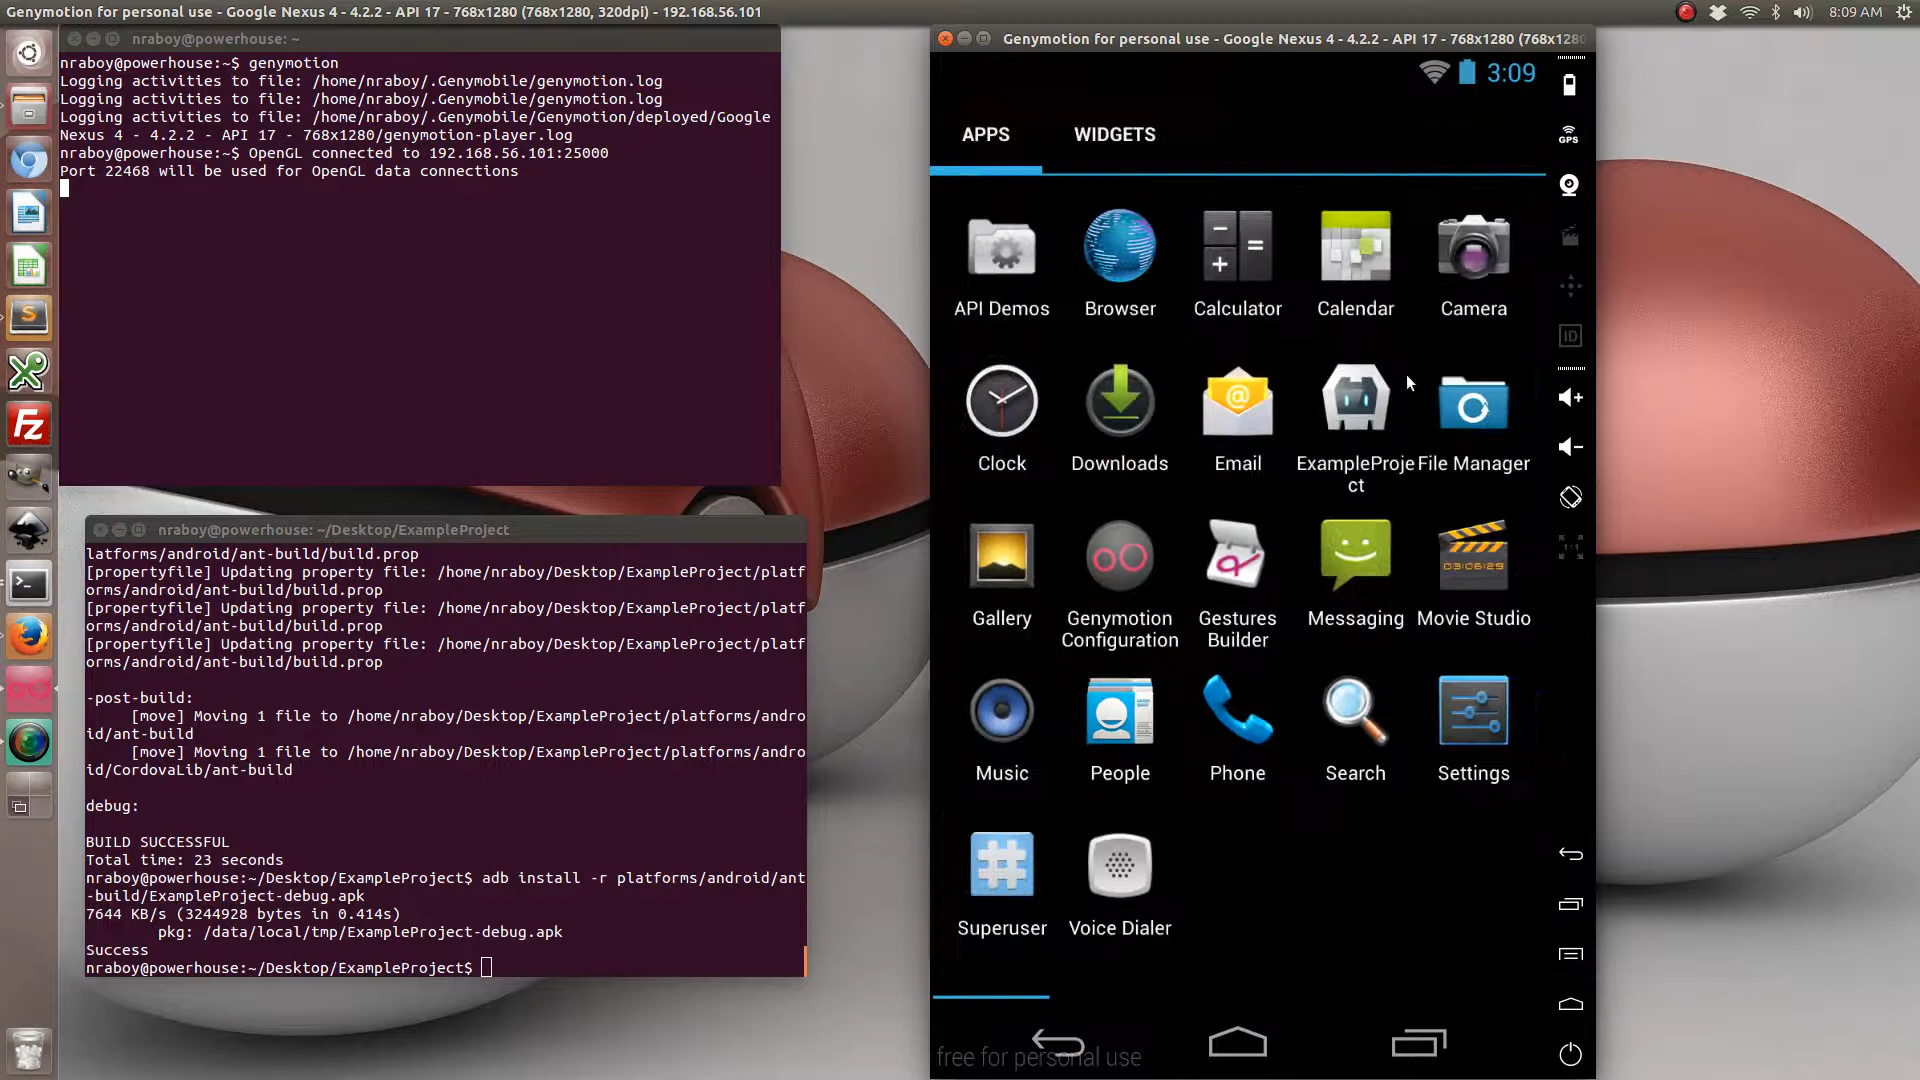 Genymotion for personal use - Google Nexus 4 - 4.2.2 - API 17 - 768x1280 (768x1280, 320dpi) - 192.168.56.101
8:09 AM
nraboy@powerhouse: ~
nraboy@powerhouse:~$ genymotion
Logging activities to file: /home/nraboy/.Genymobile/genymotion.log
Logging activities to file: /home/nraboy/.Genymobile/genymotion.log
Logging activities to file: /home/nraboy/.Genymobile/Genymotion/deployed/Google
Nexus 4 - 4.2.2 - API 17 - 768x1280/genymotion-player.log
nraboy@powerhouse:~$ OpenGL connected to 192.168.56.101:25000
Port 22468 will be used for OpenGL data connections
nraboy@powerhouse: ~/Desktop/ExampleProject
latforms/android/ant-build/build.prop
[propertyfile] Updating property file: /home/nraboy/Desktop/ExampleProject/platf
orms/android/ant-build/build.prop
[propertyfile] Updating property file: /home/nraboy/Desktop/ExampleProject/platf
orms/android/ant-build/build.prop
[propertyfile] Updating property file: /home/nraboy/Desktop/ExampleProject/platf
orms/android/ant-build/build.prop
-post-build:
[move] Moving 1 file to /home/nraboy/Desktop/ExampleProject/platforms/andro
id/ant-build
[move] Moving 1 file to /home/nraboy/Desktop/ExampleProject/platforms/andro
id/CordovaLib/ant-build
debug:
BUILD SUCCESSFUL
Total time: 23 seconds
nraboy@powerhouse:~/Desktop/ExampleProject$ adb install -r platforms/android/ant
-build/ExampleProject-debug.apk
7644 KB/s (3244928 bytes in 0.414s)
pkg: /data/local/tmp/ExampleProject-debug.apk
Success
nraboy@powerhouse:~/Desktop/ExampleProject$
Genymotion for personal use - Google Nexus 4 - 4.2.2 - API 17 - 768x1280 (768x1280
3:09
APPS WIDGETS
GPS
API Demos Browser Calculator Calendar Camera
ID
@
Clock Downloads Email ExampleProje File Manager
ct
1:1
03:06:29
Gallery Genymotion Gestures Messaging Movie Studio
Configuration Builder
Music People Phone Search Settings
Superuser Voice Dialer
free for personal use